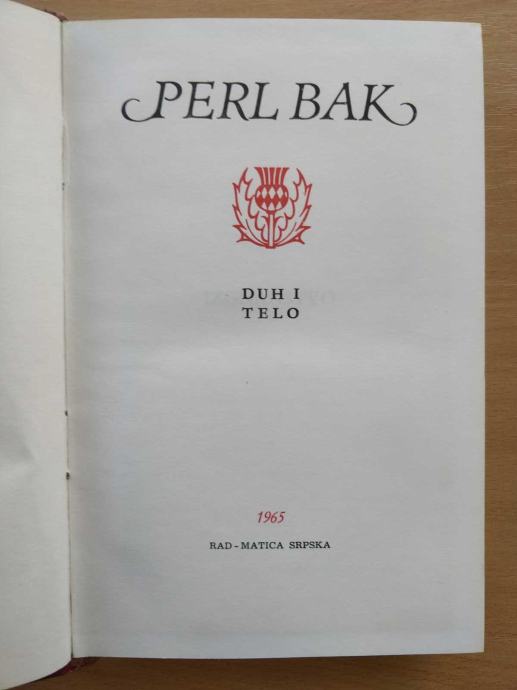 PERL BAK
DUH I
TELO
1965
RAD-MATICA SRPSKA